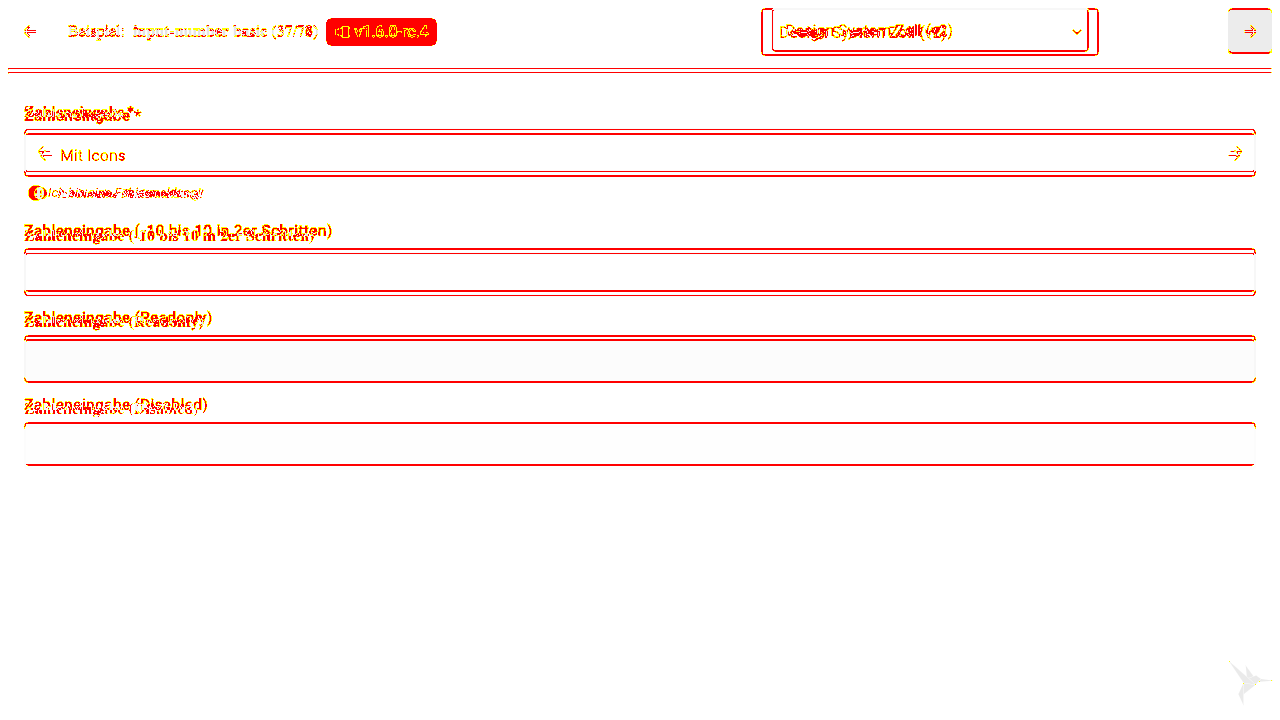 Beispiel: input-number basic (37/78) v1.6.0-rc.4 Design System Zoll (v2)
Zahleneingabe*
Mit Icons
Zahleneingabe (-10 bis 10 in 2er Schritten)
Zahleneingabe (Readonly)
Zahleneingabe (Disabled)